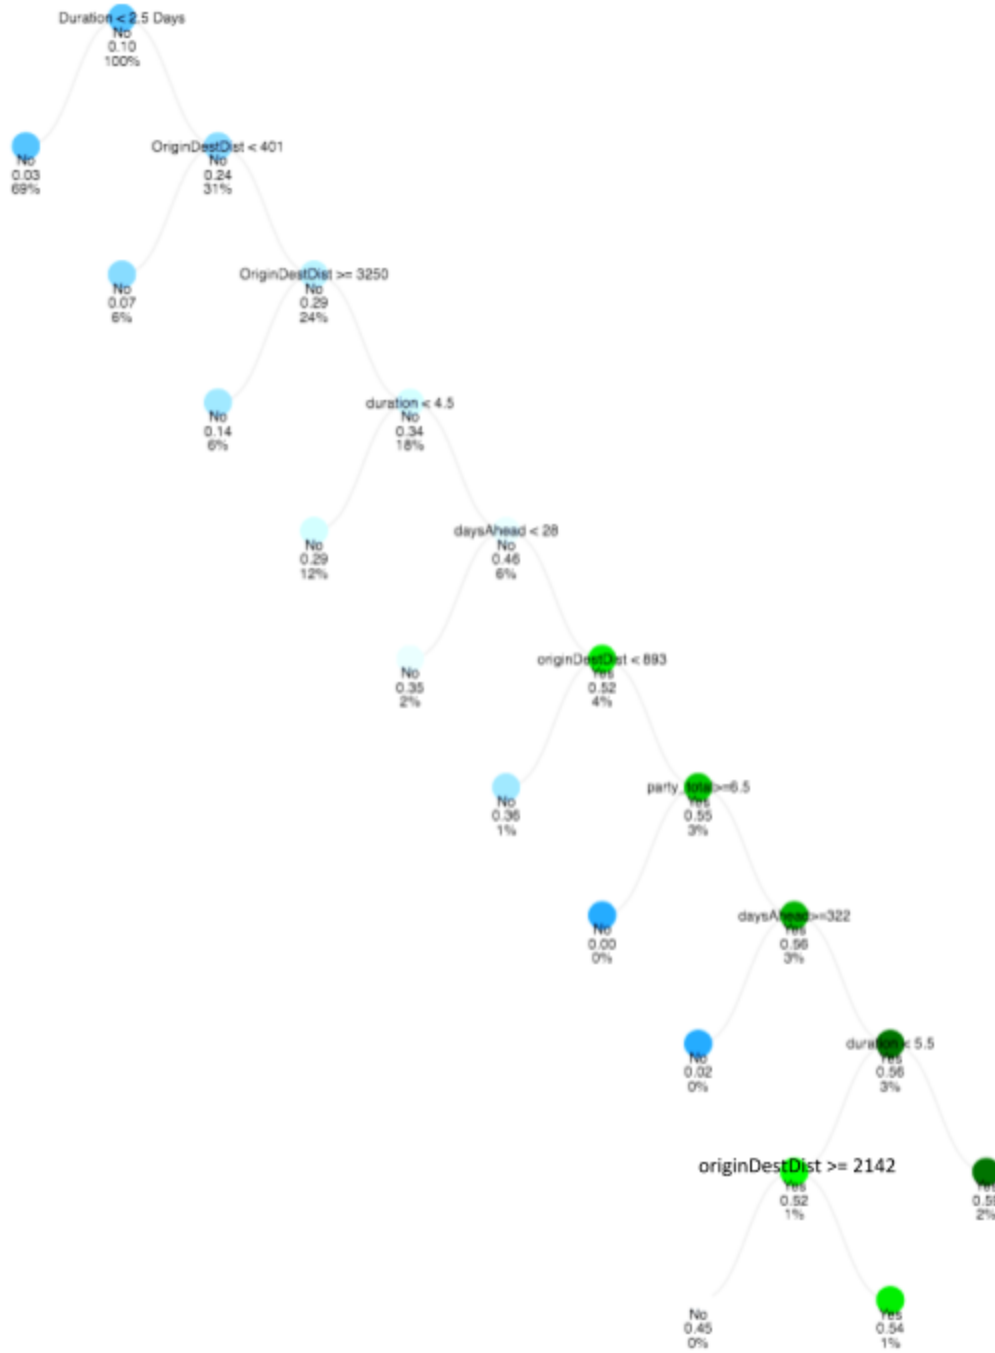 Duration < 2.5 Days
No
0.10
100%
No
0.03
69%
OriginDestDist < 401
No
0.24
31%
No
0.07
6%
OriginDestDist >= 3250
No
0.29
24%
No
0.14
6%
duration < 4.5
No
0.34
18%
No
0.29
12%
daysAhead < 28
No
0.46
6%
No
0.35
2%
originDestDist < 893
Yes
0.52
4%
No
0.36
1%
party_total>=6.5
Yes
0.55
3%
No
0.00
0%
daysAhead>=322
Yes
0.56
3%
No
0.02
0%
duration < 5.5
Yes
0.56
3%
originDestDist >= 2142
Yes
0.52
1%
Yes
2%
No
0.45
0%
Yes
0.54
1%